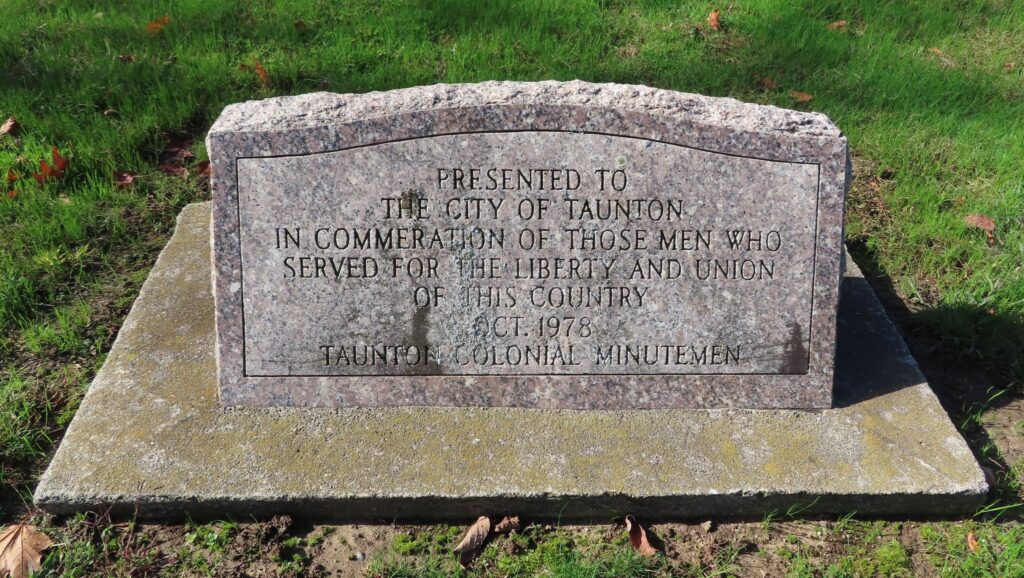 PRESENTED TO
THE CITY OF TAUNTON
IN COMMERATION OF THOSE MEN WHO
SERVED FOR THE LIBERTY AND UNION
OF THIS COUNTRY
OCT. 1978
TAUNTON COLONIAL MINUTEMEN